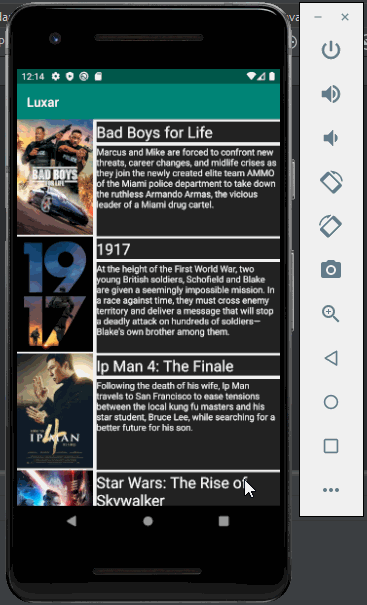 12:14
Luxar
BAD BOYS
FOR LIFE
Bad Boys for Life
Marcus and Mike are forced to confront new
threats, career changes, and midlife crises as
they join the newly created elite team AMMO
of the Miami police department to take down
the ruthless Armando Armas, the vicious
leader of a Miami drug cartel.
19
17
1917
At the height of the First World War, two
young British soldiers, Schofield and Blake
are given a seemingly impossible mission. In
a race against time, they must cross enemy
territory and deliver a message that will stop
a deadly attack on hundreds of soldiers—
Blake's own brother among them.
IP MAN
4
Ip Man 4: The Finale
Following the death of his wife, Ip Man
travels to San Francisco to ease tensions
between the local kung fu masters and his
star student, Bruce Lee, while searching for a
better future for his son.
Star Wars: The Rise of
Skywalker